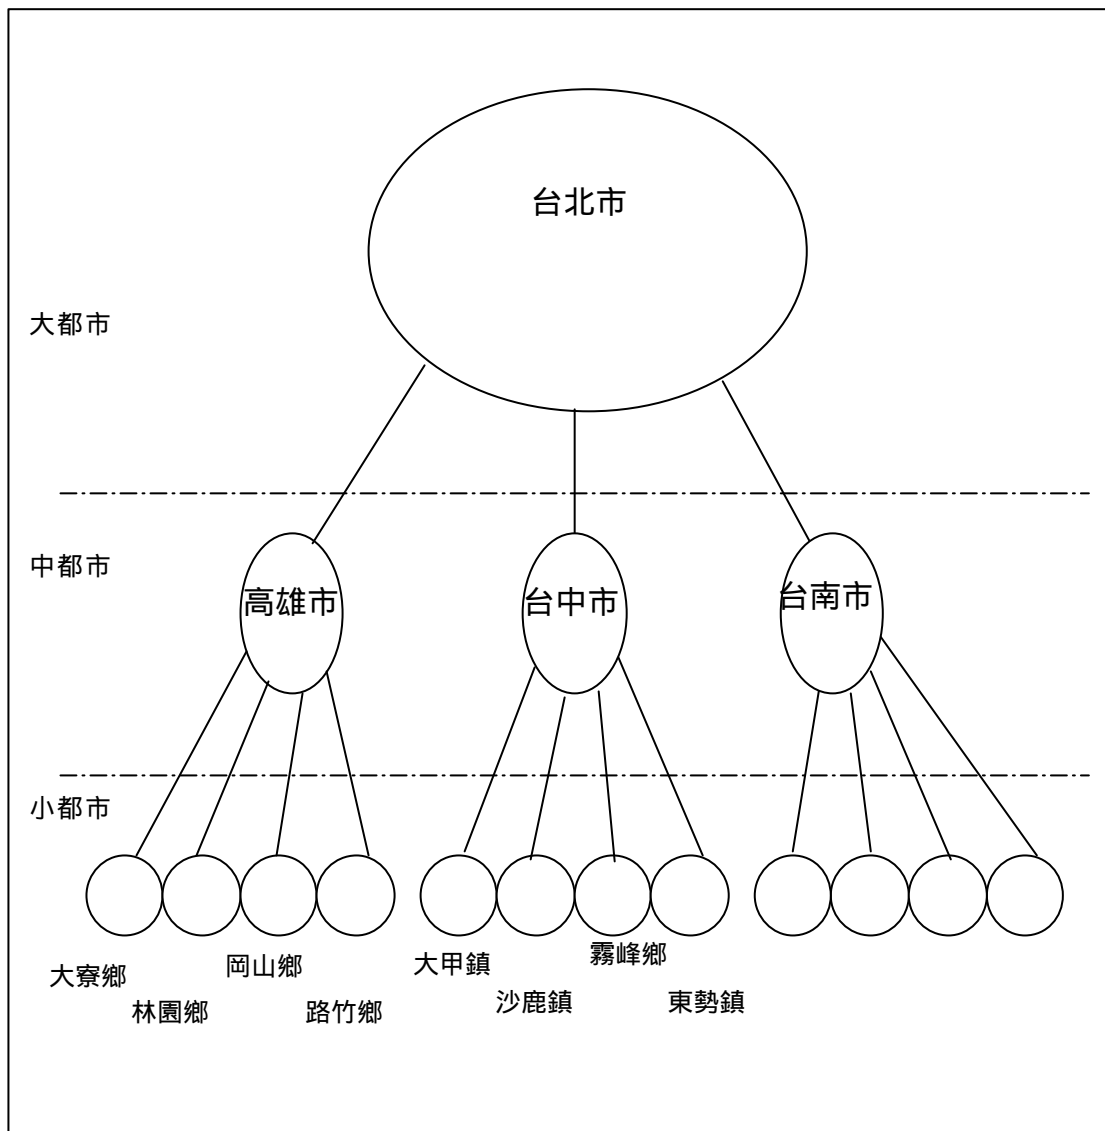 台北市
大都市
中都市
高雄市
台中市
台南市
小都市
大寮鄉
林園鄉
岡山鄉
路竹鄉
大甲鎮
沙鹿鎮
霧峰鄉
東勢鎮